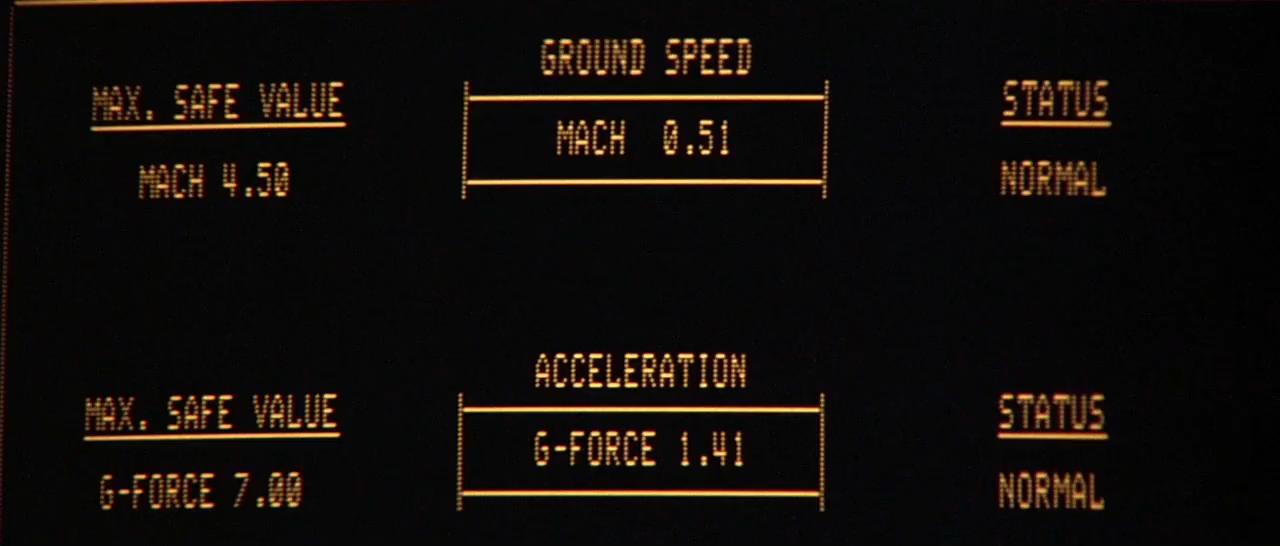 GROUND SPEED
MAX. SAFE VALUE
STATUS
MACH 0.51
MACH 4.50
NORMAL
ACCELERATION
MAX. SAFE VALUE
STATUS
G-FORCE 1.41
G-FORCE 7.00
NORMAL